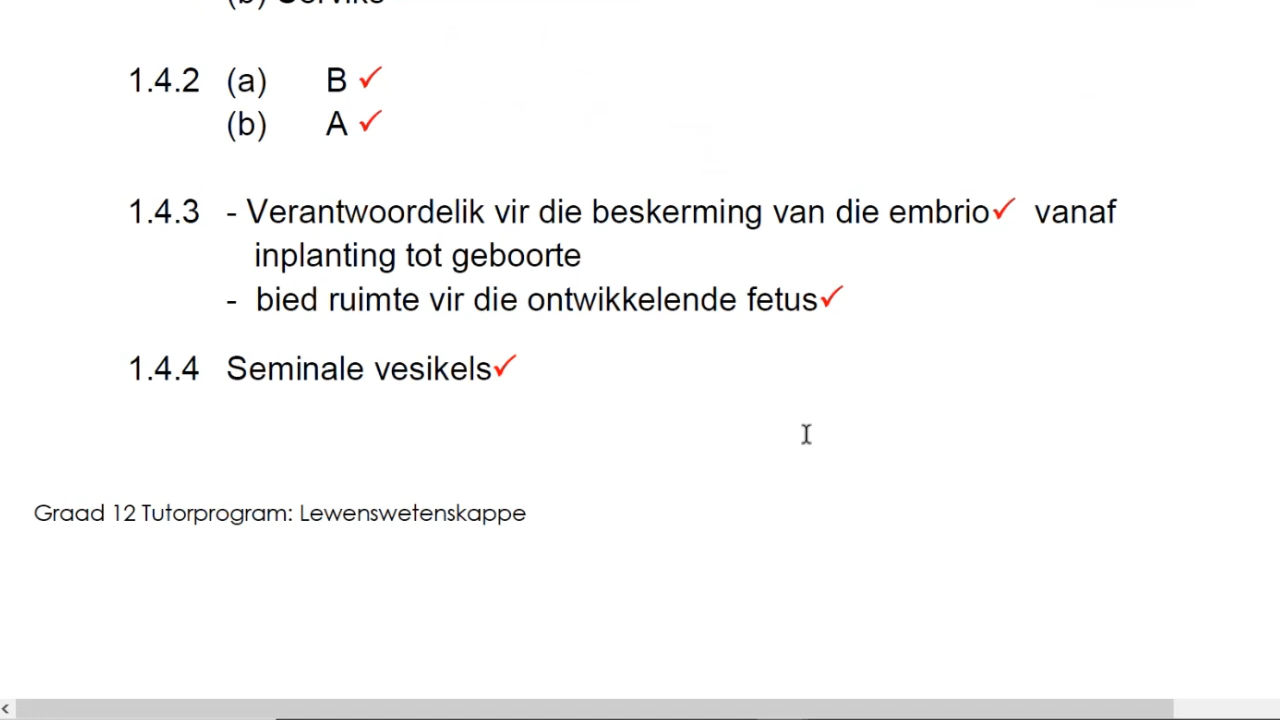 (b) Serviks
1.4.2 (a) B ✓
(b) A ✓
1.4.3 - Verantwoordelik vir die beskerming van die embrio✓ vanaf
inplanting tot geboorte
- bied ruimte vir die ontwikkelende fetus✓
1.4.4 Seminale vesikels✓
Graad 12 Tutorprogram: Lewenswetenskappe